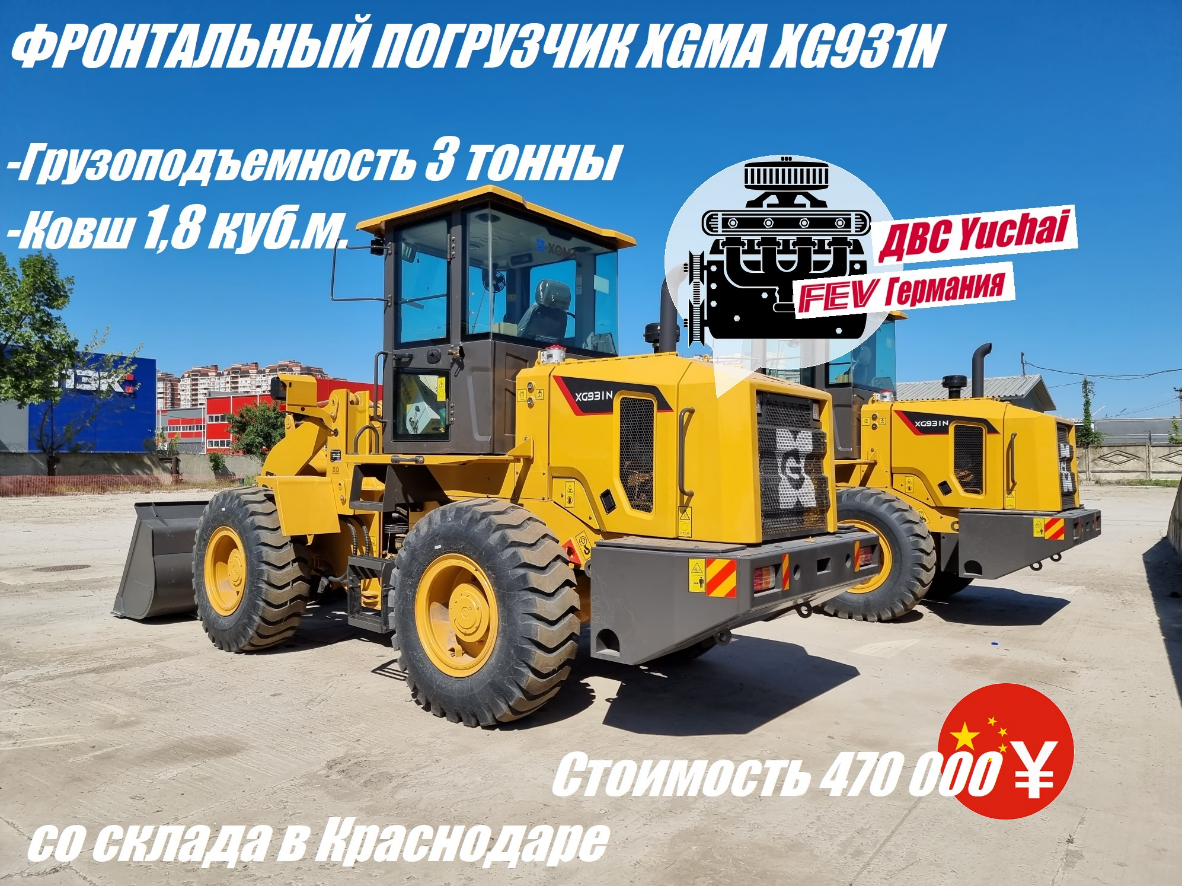 ФРОНТАЛЬНЫЙ ПОГРУЗЧИК XGMA XG931N
-Грузоподъемность 3 тонны
-Ковш 1,8 куб.м.
ДВС Yuchai
FEV Германия
XGMA
XG931N
XG931N
Стоимость 470 000 ¥
со склада в Краснодаре